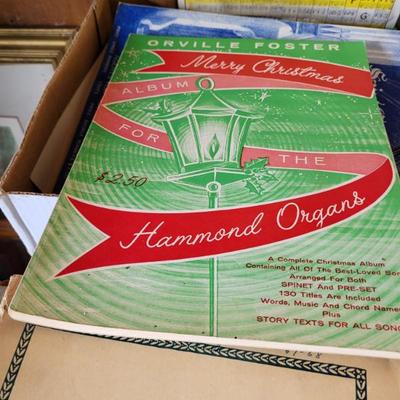 ORVILLE FOSTER
Merry Christmas
ALBUM
FOR THE
$2.50
Hammond Organs
A Complete Christmas Album
Containing All Of The Best-Loved
Arranged For Both
SPINET And PRE-SET
130 Titles Are Included
Words, Music And Chord Names
Plus
STORY TEXTS FOR ALL